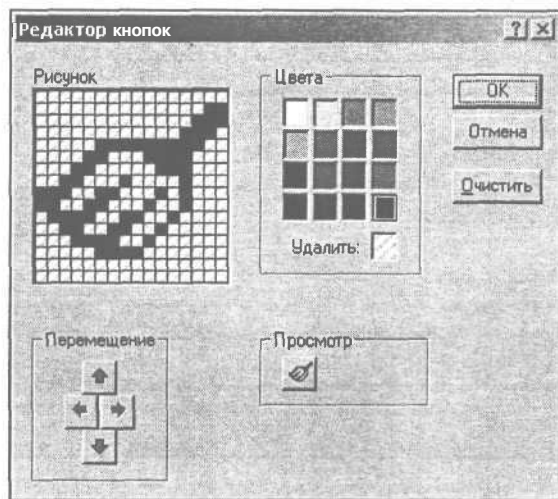 Редактор кнопок
Рисунок
Цвета
OK
Отмена
Очистить
Удалить:
Перемещение
Просмотр